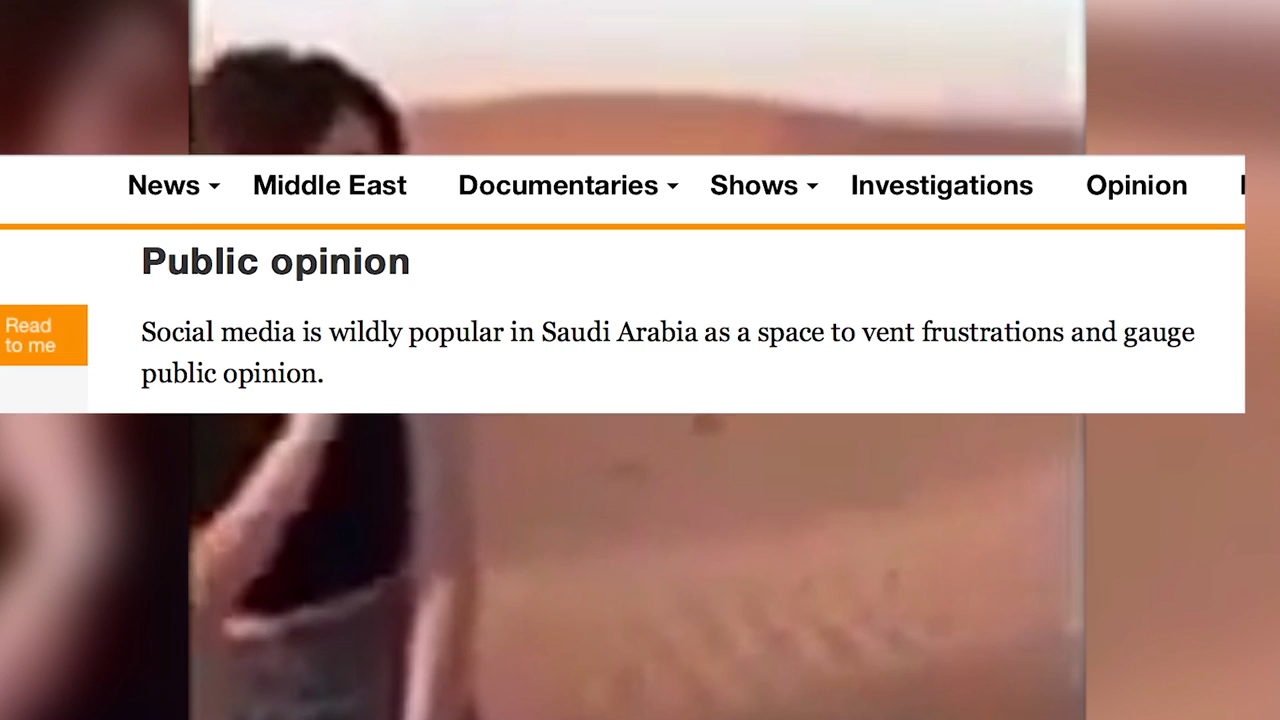 News Middle East Documentaries Shows Investigations Opinion
Public opinion
Read
to me
Social media is wildly popular in Saudi Arabia as a space to vent frustrations and gauge
public opinion.